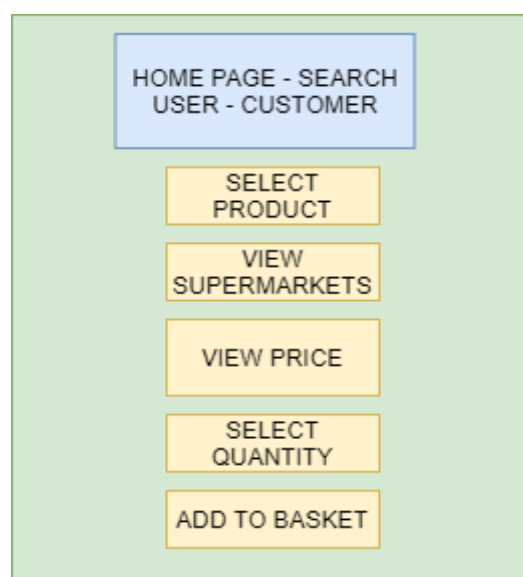 HOME PAGE - SEARCH
USER - CUSTOMER
SELECT
PRODUCT
VIEW
SUPERMARKETS
VIEW PRICE
SELECT
QUANTITY
ADD TO BASKET